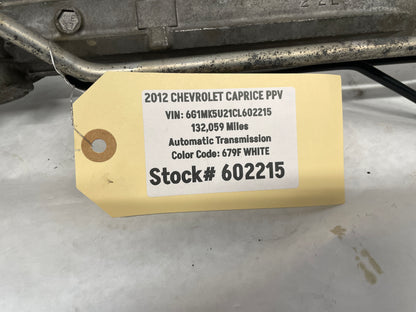 2012 CHEVROLET CAPRICE PPV
VIN: 6G1MK5U21CL602215
132,059 Miles
Automatic Transmission
Color Code: 679F WHITE
Stock# 602215